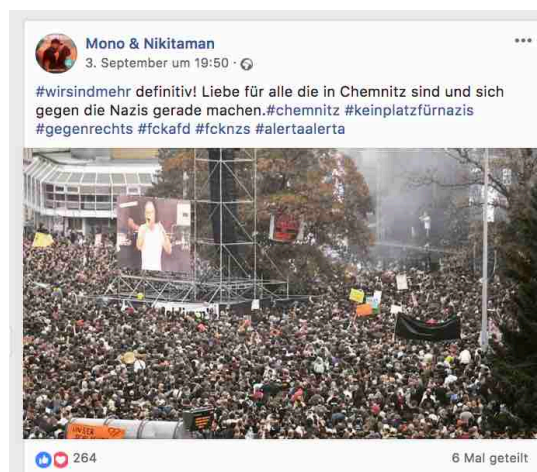 Mono & Nikitaman
3. September um 19:50
#wirsindmehr definitiv! Liebe für alle die in Chemnitz sind und sich
gegen die Nazis gerade machen.#chemnitz #keinplatzfürnazis
#gegenrechts #fckafd #fcknzs #alertaalerta
UNSER
264
6 Mal geteilt